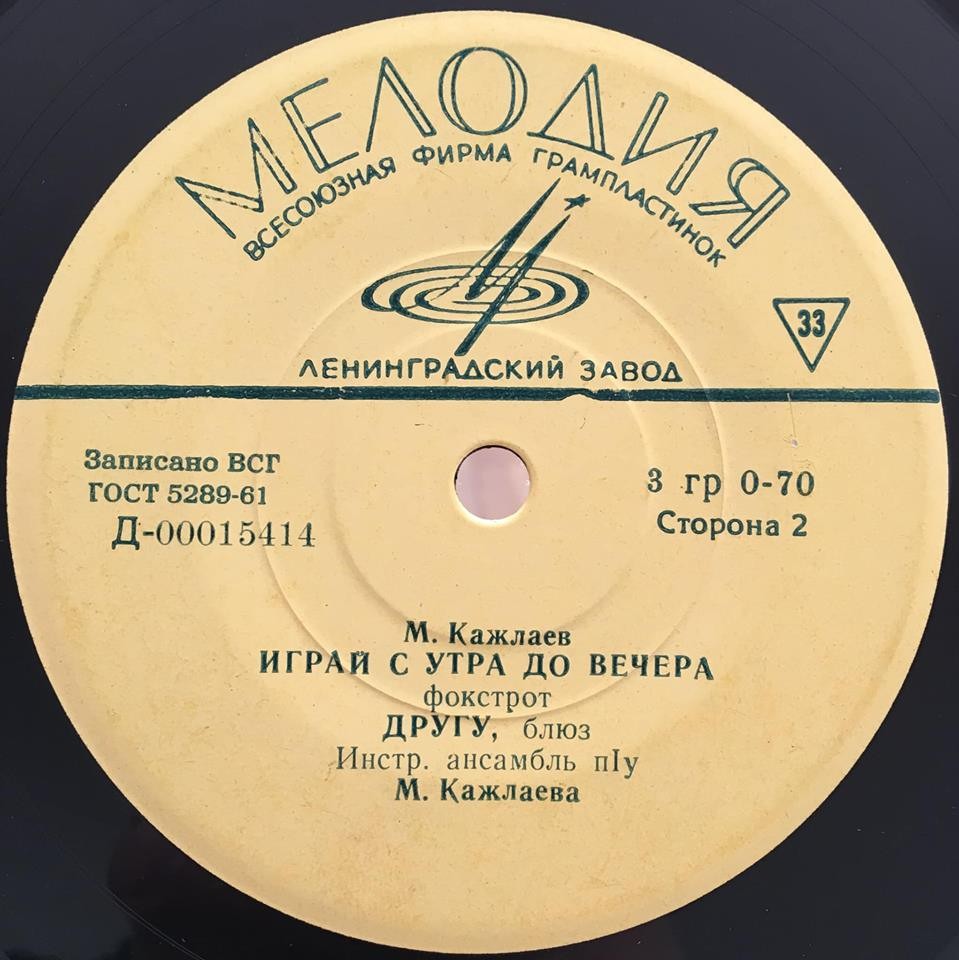 МЕЛОДИЯ
ВСЕСОЮЗНАЯ ФИРМА ГРАМПЛАСТИНОК
33
ЛЕНИНГРАДСКИЙ ЗАВОД
Записано ВСГ
ГОСТ 5289-61
Д-00015414
3 гр 0-70
Сторона 2
М. Кажлаев
ИГРАЙ С УТРА ДО ВЕЧЕРА
фокстрот
ДРУГУ, блюз
Инстр. ансамбль пIу
М. Кажлаева